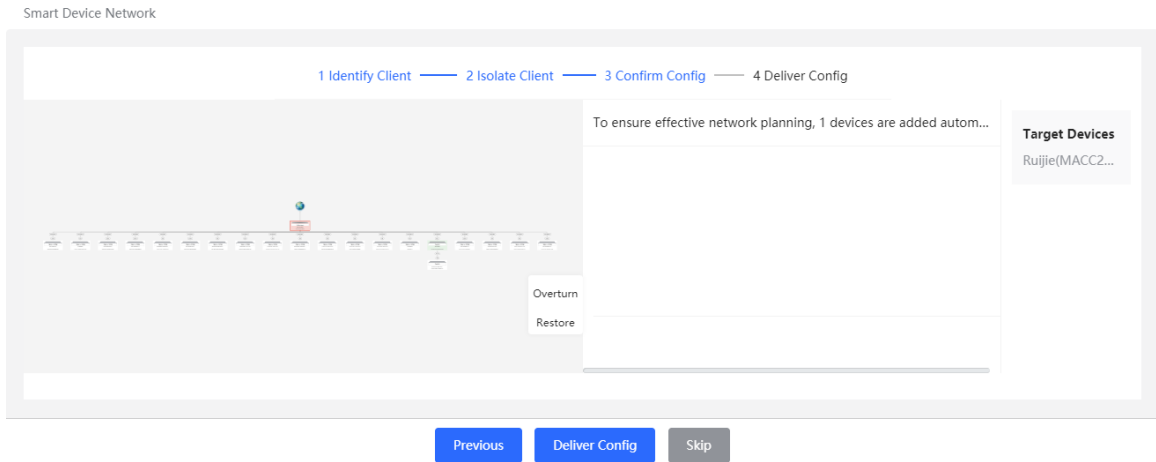 Smart Device Network
1 Identify Client 2 Isolate Client 3 Confirm Config 4 Deliver Config
To ensure effective network planning, 1 devices are added autom...
Target Devices
Ruijie(MACC2...
Overturn
Restore
Previous Deliver Config Skip